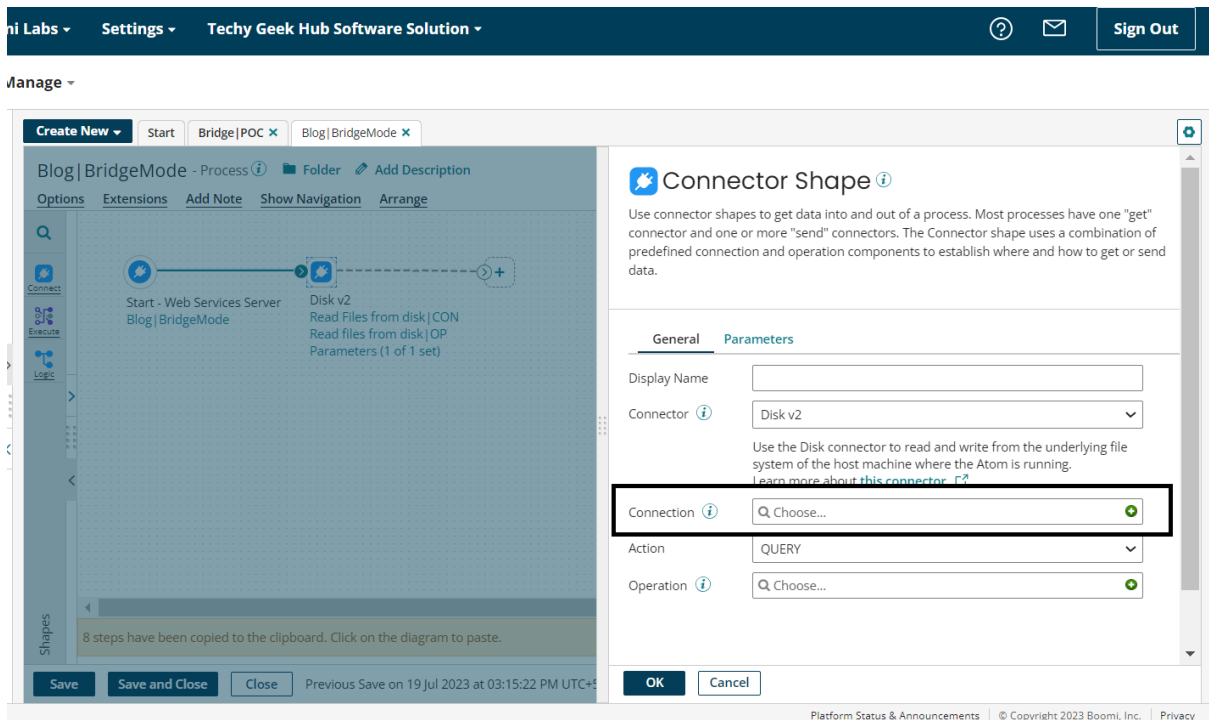 ni Labs Settings Techy Geek Hub Software Solution Sign Out
Manage
Create New Start Bridge|POC Blog|BridgeMode
Blog|BridgeMode - Process Folder Add Description
Options Extensions Add Note Show Navigation Arrange
Connect
Execute
Logic
Shapes
Start - Web Services Server
Blog|BridgeMode
Disk v2
Read Files from disk|CON
Read files from disk|OP
Parameters (1 of 1 set)
8 steps have been copied to the clipboard. Click on the diagram to paste.
Save Save and Close Close Previous Save on 19 Jul 2023 at 03:15:22 PM UTC+5
Connector Shape
Use connector shapes to get data into and out of a process. Most processes have one "get"
connector and one or more "send" connectors. The Connector shape uses a combination of
predefined connection and operation components to establish where and how to get or send
data.
General Parameters
Display Name
Connector Disk v2
Use the Disk connector to read and write from the underlying file
system of the host machine where the Atom is running.
Learn more about this connector.
Connection Choose...
Action QUERY
Operation Choose...
OK Cancel
Platform Status & Announcements © Copyright 2023 Boomi, Inc. Privacy